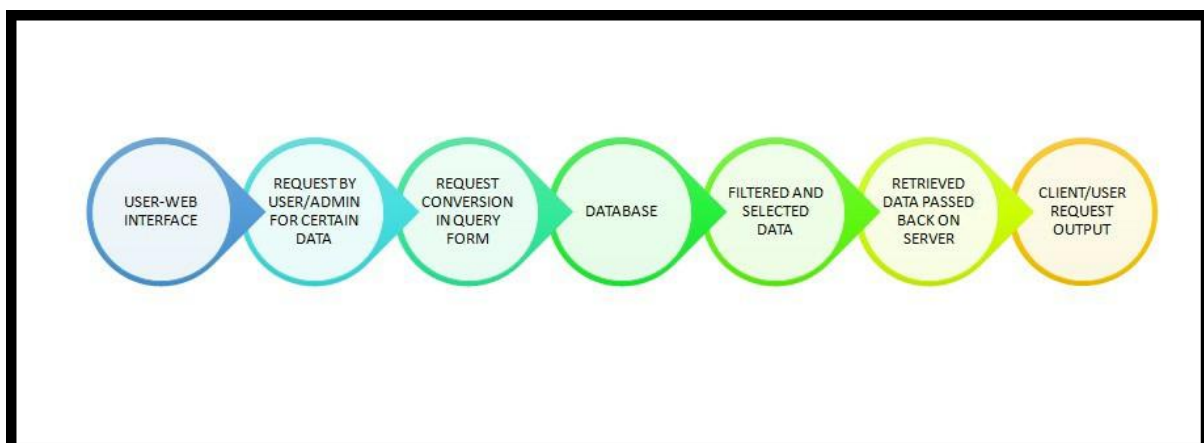 USER-WEB
INTERFACE
REQUEST BY
USER/ADMIN
FOR CERTAIN
DATA
REQUEST
CONVERSION
IN QUERY
FORM
DATABASE
FILTERED AND
SELECTED
DATA
RETRIEVED
DATA PASSED
BACK ON
SERVER
CLIENT/USER
REQUEST
OUTPUT